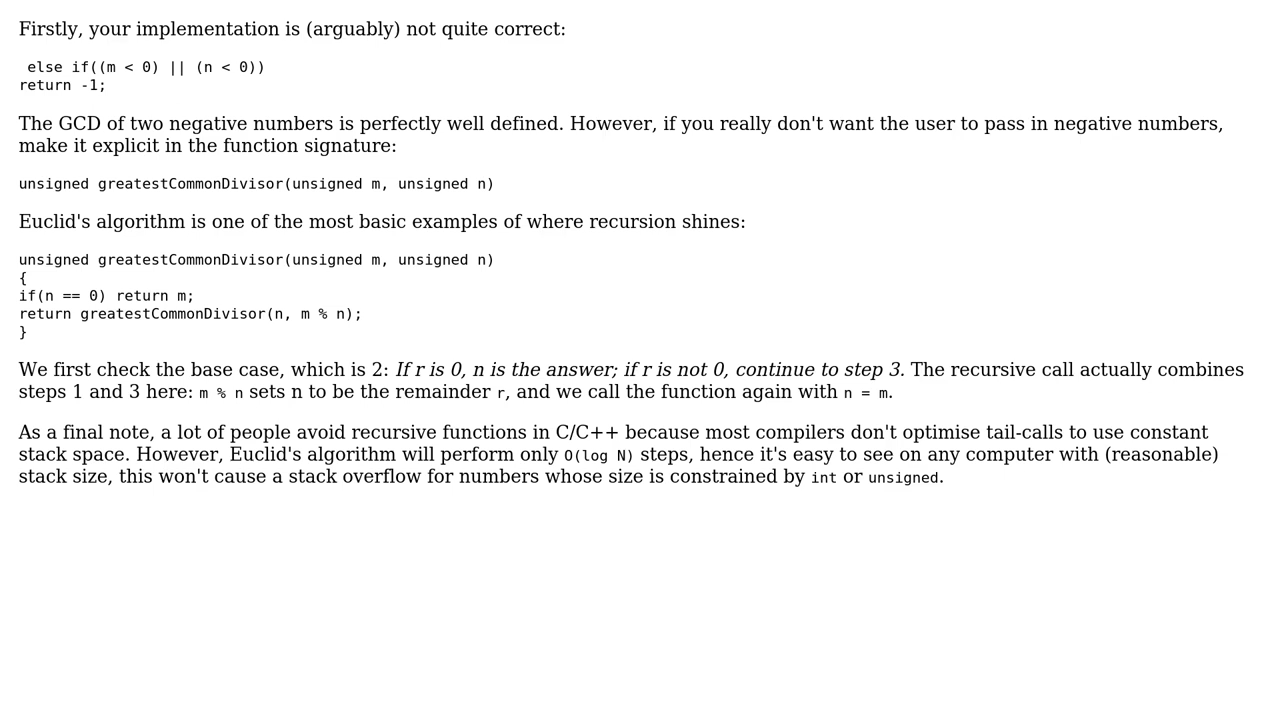 Firstly, your implementation is (arguably) not quite correct:
else if((m < 0) || (n < 0))
return -1;
The GCD of two negative numbers is perfectly well defined. However, if you really don't want the user to pass in negative numbers,
make it explicit in the function signature:
unsigned greatestCommonDivisor(unsigned m, unsigned n)
Euclid's algorithm is one of the most basic examples of where recursion shines:
unsigned greatestCommonDivisor(unsigned m, unsigned n)
{
if(n == 0) return m;
return greatestCommonDivisor(n, m % n);
}
We first check the base case, which is 2: If r is 0, n is the answer; if r is not 0, continue to step 3. The recursive call actually combines
steps 1 and 3 here: m % n sets n to be the remainder r, and we call the function again with n = m.
As a final note, a lot of people avoid recursive functions in C/C++ because most compilers don't optimise tail-calls to use constant
stack space. However, Euclid's algorithm will perform only O(log N) steps, hence it's easy to see on any computer with (reasonable)
stack size, this won't cause a stack overflow for numbers whose size is constrained by int or unsigned.